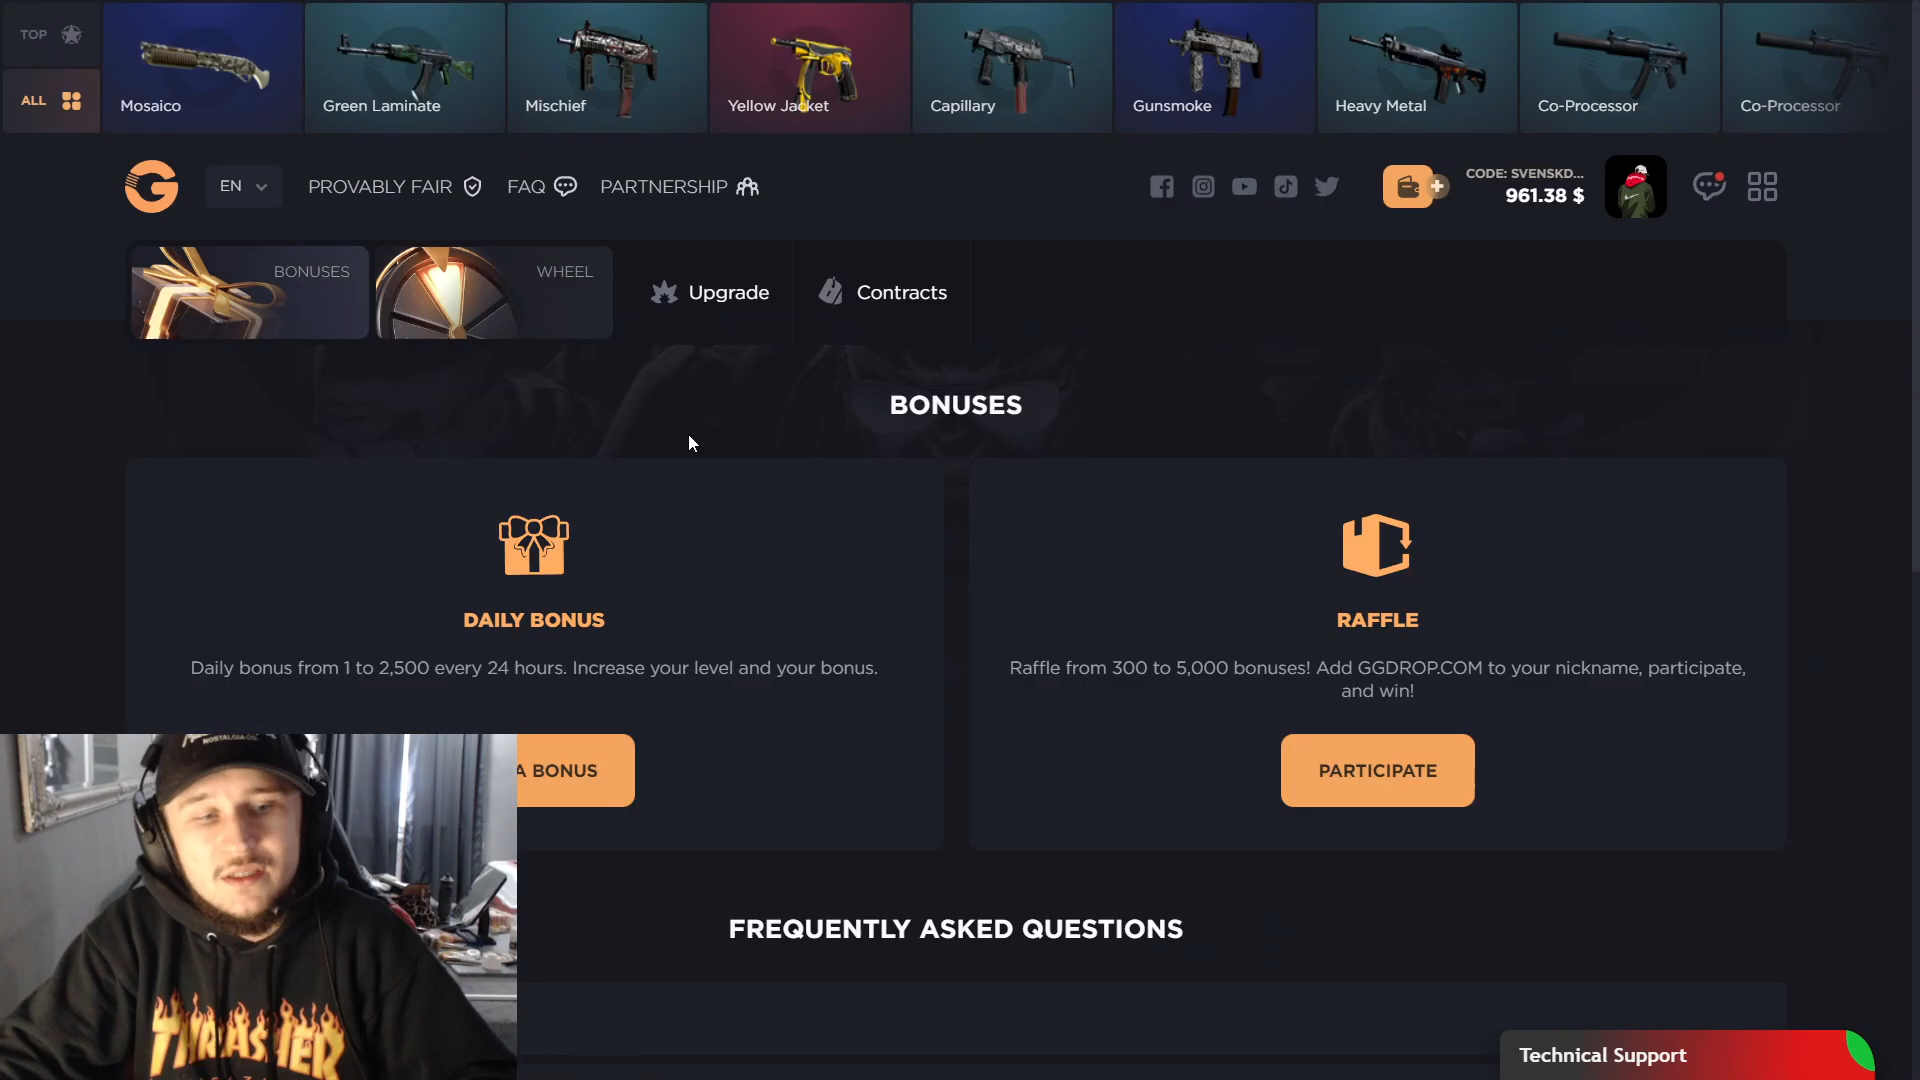 TOP
ALL
Mosaico
Green Laminate
Mischief
Yellow Jacket
Capillary
Gunsmoke
Heavy Metal
Co-Processor
Co-Processor
EN
PROVABLY FAIR
FAQ
PARTNERSHIP
CODE: SVENSKD...
961.38 $
BONUSES
WHEEL
Upgrade
Contracts
BONUSES
DAILY BONUS
Daily bonus from 1 to 2,500 every 24 hours. Increase your level and your bonus.
A BONUS
RAFFLE
Raffle from 300 to 5,000 bonuses! Add GGDROP.COM to your nickname, participate,
and win!
PARTICIPATE
FREQUENTLY ASKED QUESTIONS
NOSTALGIA
THRASHER
Technical Support